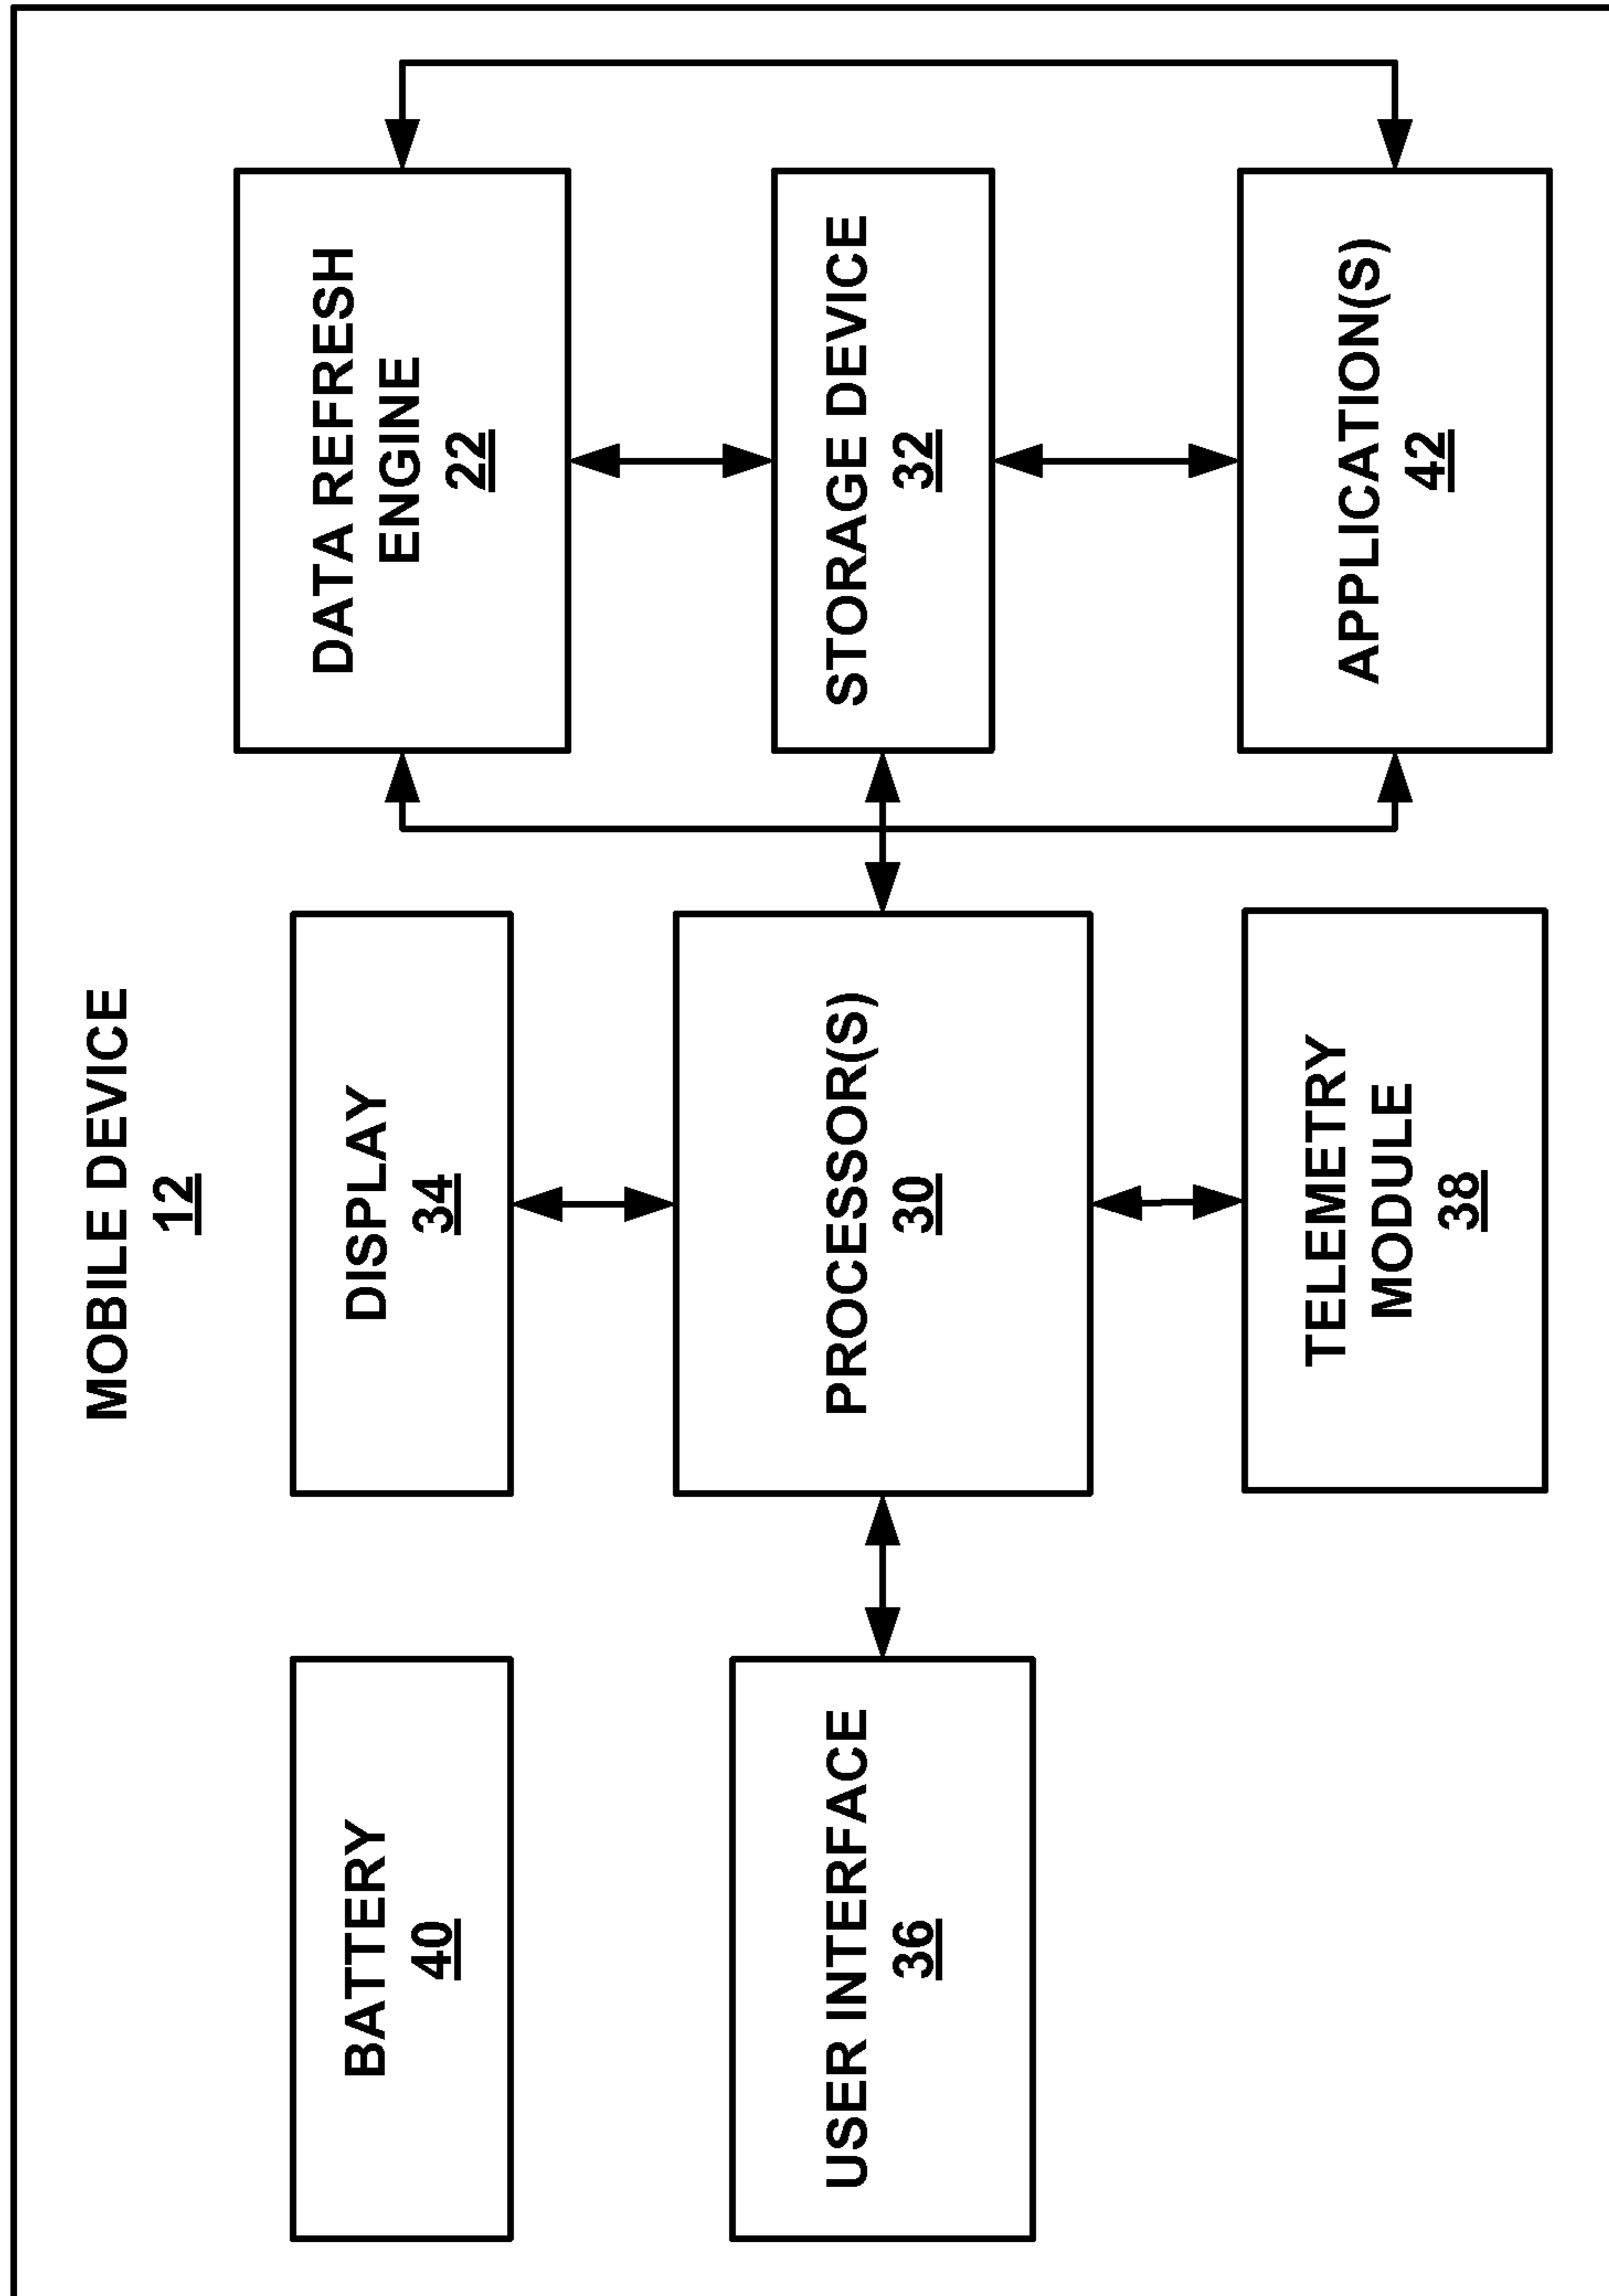 MOBILE DEVICE
12
BATTERY
40
DISPLAY
34
DATA REFRESH
ENGINE
22
USER INTERFACE
36
PROCESSOR(S)
30
STORAGE DEVICE
32
TELEMETRY
MODULE
38
APPLICATION(S)
42